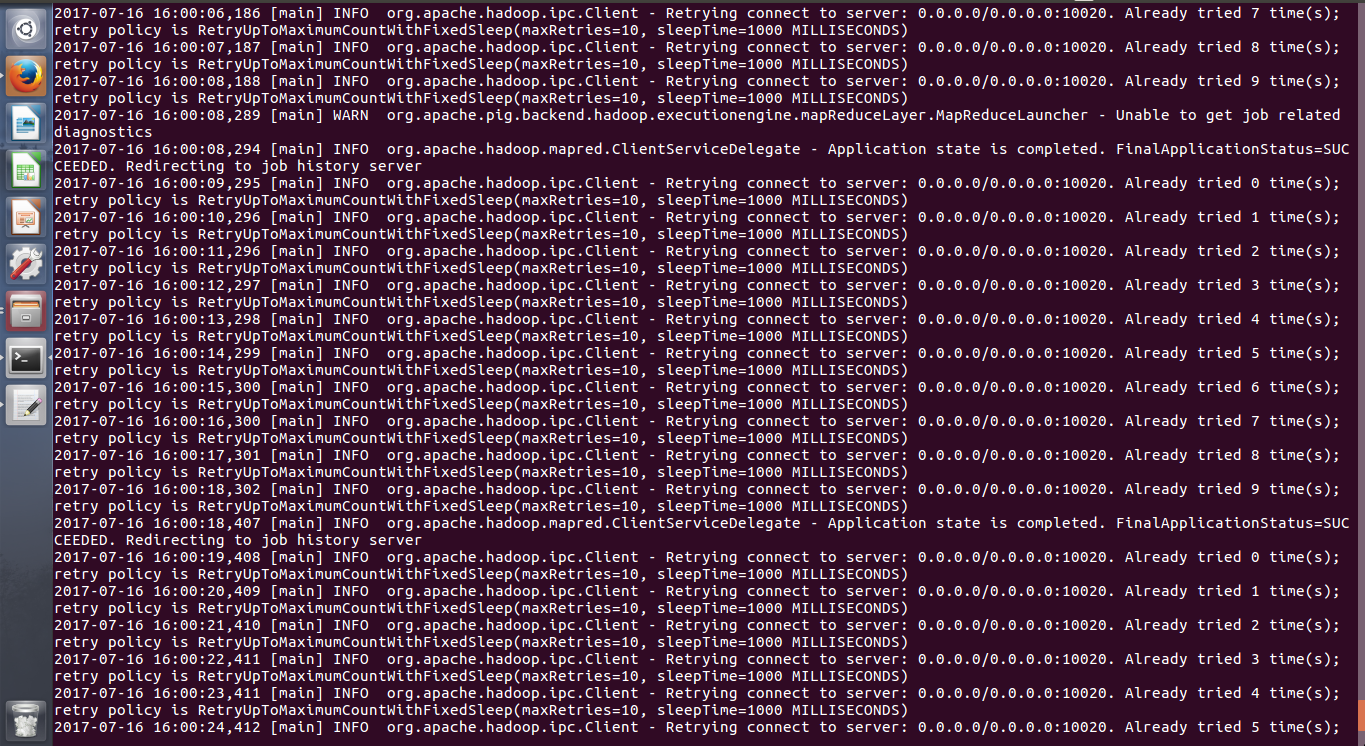 2017-07-16 16:00:06,186 [main] INFO  org.apache.hadoop.ipc.Client - Retrying connect to server: 0.0.0.0/0.0.0.0:10020. Already tried 7 time(s);
retry policy is RetryUpToMaximumCountWithFixedSleep(maxRetries=10, sleepTime=1000 MILLISECONDS)
2017-07-16 16:00:07,187 [main] INFO  org.apache.hadoop.ipc.Client - Retrying connect to server: 0.0.0.0/0.0.0.0:10020. Already tried 8 time(s);
retry policy is RetryUpToMaximumCountWithFixedSleep(maxRetries=10, sleepTime=1000 MILLISECONDS)
2017-07-16 16:00:08,188 [main] INFO  org.apache.hadoop.ipc.Client - Retrying connect to server: 0.0.0.0/0.0.0.0:10020. Already tried 9 time(s);
retry policy is RetryUpToMaximumCountWithFixedSleep(maxRetries=10, sleepTime=1000 MILLISECONDS)
2017-07-16 16:00:08,289 [main] WARN  org.apache.pig.backend.hadoop.executionengine.mapReduceLayer.MapReduceLauncher - Unable to get job related
diagnostics
2017-07-16 16:00:08,294 [main] INFO  org.apache.hadoop.mapred.ClientServiceDelegate - Application state is completed. FinalApplicationStatus=SUC
CEEDED. Redirecting to job history server
2017-07-16 16:00:09,295 [main] INFO  org.apache.hadoop.ipc.Client - Retrying connect to server: 0.0.0.0/0.0.0.0:10020. Already tried 0 time(s);
retry policy is RetryUpToMaximumCountWithFixedSleep(maxRetries=10, sleepTime=1000 MILLISECONDS)
2017-07-16 16:00:10,296 [main] INFO  org.apache.hadoop.ipc.Client - Retrying connect to server: 0.0.0.0/0.0.0.0:10020. Already tried 1 time(s);
retry policy is RetryUpToMaximumCountWithFixedSleep(maxRetries=10, sleepTime=1000 MILLISECONDS)
2017-07-16 16:00:11,296 [main] INFO  org.apache.hadoop.ipc.Client - Retrying connect to server: 0.0.0.0/0.0.0.0:10020. Already tried 2 time(s);
retry policy is RetryUpToMaximumCountWithFixedSleep(maxRetries=10, sleepTime=1000 MILLISECONDS)
2017-07-16 16:00:12,297 [main] INFO  org.apache.hadoop.ipc.Client - Retrying connect to server: 0.0.0.0/0.0.0.0:10020. Already tried 3 time(s);
retry policy is RetryUpToMaximumCountWithFixedSleep(maxRetries=10, sleepTime=1000 MILLISECONDS)
2017-07-16 16:00:13,298 [main] INFO  org.apache.hadoop.ipc.Client - Retrying connect to server: 0.0.0.0/0.0.0.0:10020. Already tried 4 time(s);
retry policy is RetryUpToMaximumCountWithFixedSleep(maxRetries=10, sleepTime=1000 MILLISECONDS)
2017-07-16 16:00:14,299 [main] INFO  org.apache.hadoop.ipc.Client - Retrying connect to server: 0.0.0.0/0.0.0.0:10020. Already tried 5 time(s);
retry policy is RetryUpToMaximumCountWithFixedSleep(maxRetries=10, sleepTime=1000 MILLISECONDS)
2017-07-16 16:00:15,300 [main] INFO  org.apache.hadoop.ipc.Client - Retrying connect to server: 0.0.0.0/0.0.0.0:10020. Already tried 6 time(s);
retry policy is RetryUpToMaximumCountWithFixedSleep(maxRetries=10, sleepTime=1000 MILLISECONDS)
2017-07-16 16:00:16,300 [main] INFO  org.apache.hadoop.ipc.Client - Retrying connect to server: 0.0.0.0/0.0.0.0:10020. Already tried 7 time(s);
retry policy is RetryUpToMaximumCountWithFixedSleep(maxRetries=10, sleepTime=1000 MILLISECONDS)
2017-07-16 16:00:17,301 [main] INFO  org.apache.hadoop.ipc.Client - Retrying connect to server: 0.0.0.0/0.0.0.0:10020. Already tried 8 time(s);
retry policy is RetryUpToMaximumCountWithFixedSleep(maxRetries=10, sleepTime=1000 MILLISECONDS)
2017-07-16 16:00:18,302 [main] INFO  org.apache.hadoop.ipc.Client - Retrying connect to server: 0.0.0.0/0.0.0.0:10020. Already tried 9 time(s);
retry policy is RetryUpToMaximumCountWithFixedSleep(maxRetries=10, sleepTime=1000 MILLISECONDS)
2017-07-16 16:00:18,407 [main] INFO  org.apache.hadoop.mapred.ClientServiceDelegate - Application state is completed. FinalApplicationStatus=SUC
CEEDED. Redirecting to job history server
2017-07-16 16:00:19,408 [main] INFO  org.apache.hadoop.ipc.Client - Retrying connect to server: 0.0.0.0/0.0.0.0:10020. Already tried 0 time(s);
retry policy is RetryUpToMaximumCountWithFixedSleep(maxRetries=10, sleepTime=1000 MILLISECONDS)
2017-07-16 16:00:20,409 [main] INFO  org.apache.hadoop.ipc.Client - Retrying connect to server: 0.0.0.0/0.0.0.0:10020. Already tried 1 time(s);
retry policy is RetryUpToMaximumCountWithFixedSleep(maxRetries=10, sleepTime=1000 MILLISECONDS)
2017-07-16 16:00:21,410 [main] INFO  org.apache.hadoop.ipc.Client - Retrying connect to server: 0.0.0.0/0.0.0.0:10020. Already tried 2 time(s);
retry policy is RetryUpToMaximumCountWithFixedSleep(maxRetries=10, sleepTime=1000 MILLISECONDS)
2017-07-16 16:00:22,411 [main] INFO  org.apache.hadoop.ipc.Client - Retrying connect to server: 0.0.0.0/0.0.0.0:10020. Already tried 3 time(s);
retry policy is RetryUpToMaximumCountWithFixedSleep(maxRetries=10, sleepTime=1000 MILLISECONDS)
2017-07-16 16:00:23,411 [main] INFO  org.apache.hadoop.ipc.Client - Retrying connect to server: 0.0.0.0/0.0.0.0:10020. Already tried 4 time(s);
retry policy is RetryUpToMaximumCountWithFixedSleep(maxRetries=10, sleepTime=1000 MILLISECONDS)
2017-07-16 16:00:24,412 [main] INFO  org.apache.hadoop.ipc.Client - Retrying connect to server: 0.0.0.0/0.0.0.0:10020. Already tried 5 time(s);